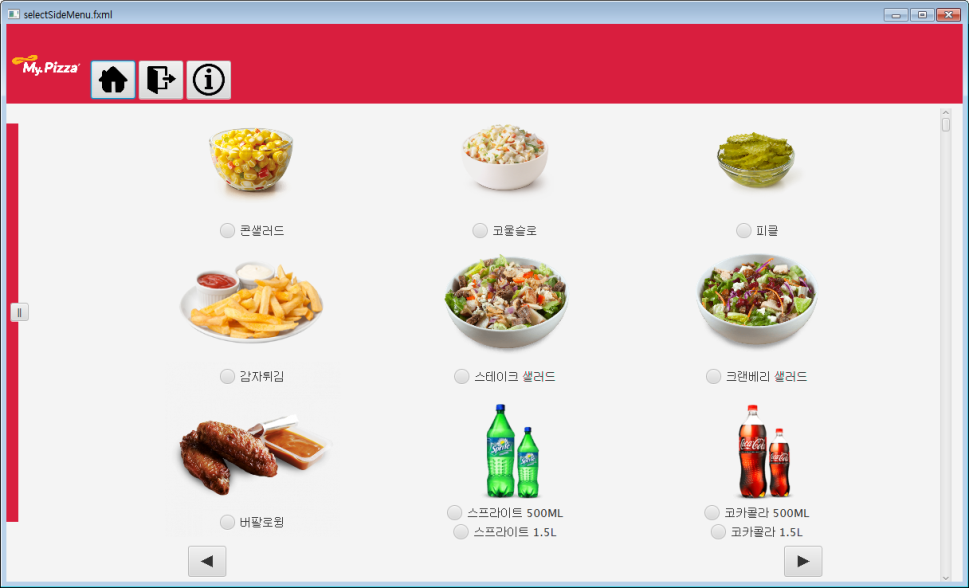 selectSideMenu.fxml
My.Pizza
콘샐러드
코울슬로
피클
감자튀김
스테이크 샐러드
크랜베리 샐러드
버팔로윙
Sprite
Coca-Cola
스프라이트 500ML
코카콜라 500ML
스프라이트 1.5L
코카콜라 1.5L